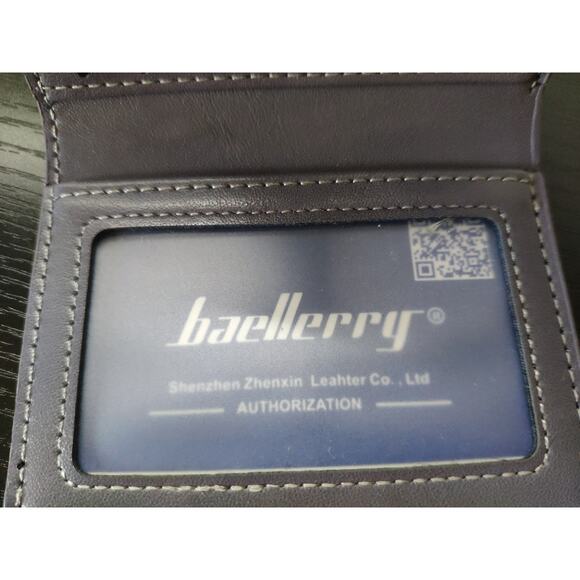 baellerry®
Shenzhen Zhenxin Leahter Co. , Ltd
AUTHORIZATION